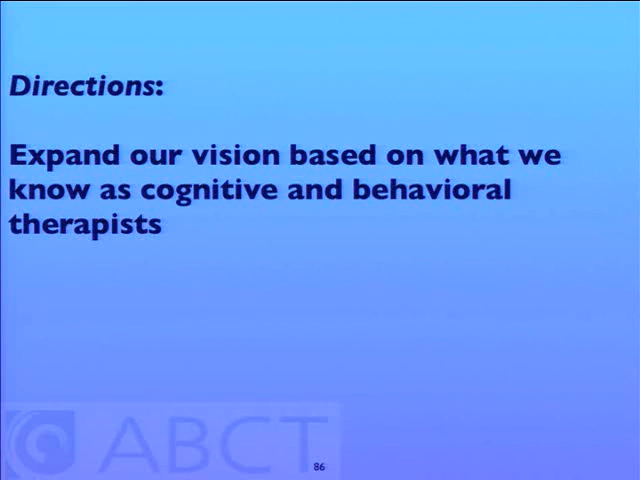 Directions:
Expand our vision based on what we
know as cognitive and behavioral
therapists
ABCT
86